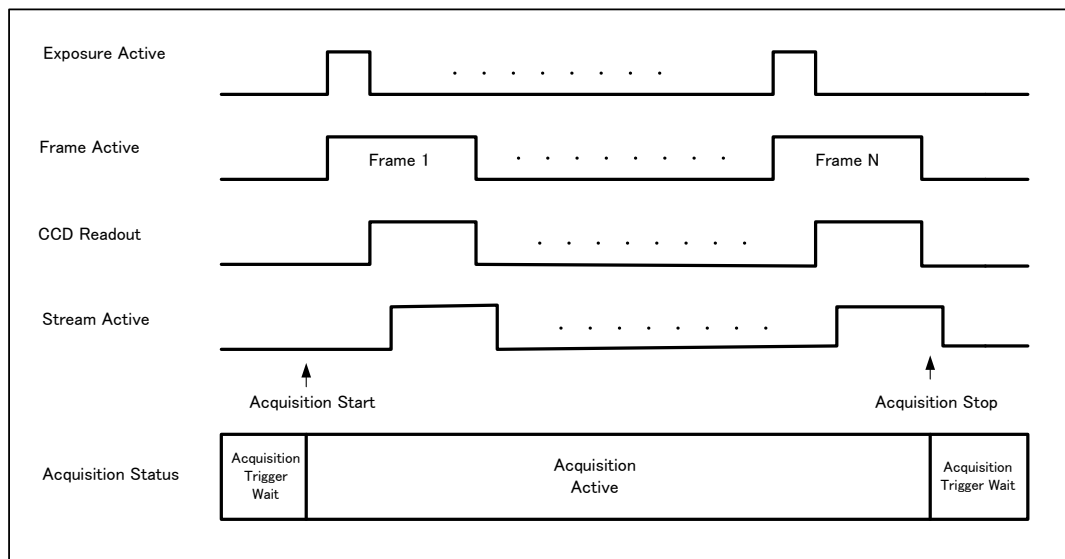 Exposure Active
Frame Active
Frame 1
Frame N
CCD Readout
Stream Active
Acquisition Start
Acquisition Stop
Acquisition Status
Acquisition
Trigger
Wait
Acquisition
Active
Acquisition
Trigger Wait